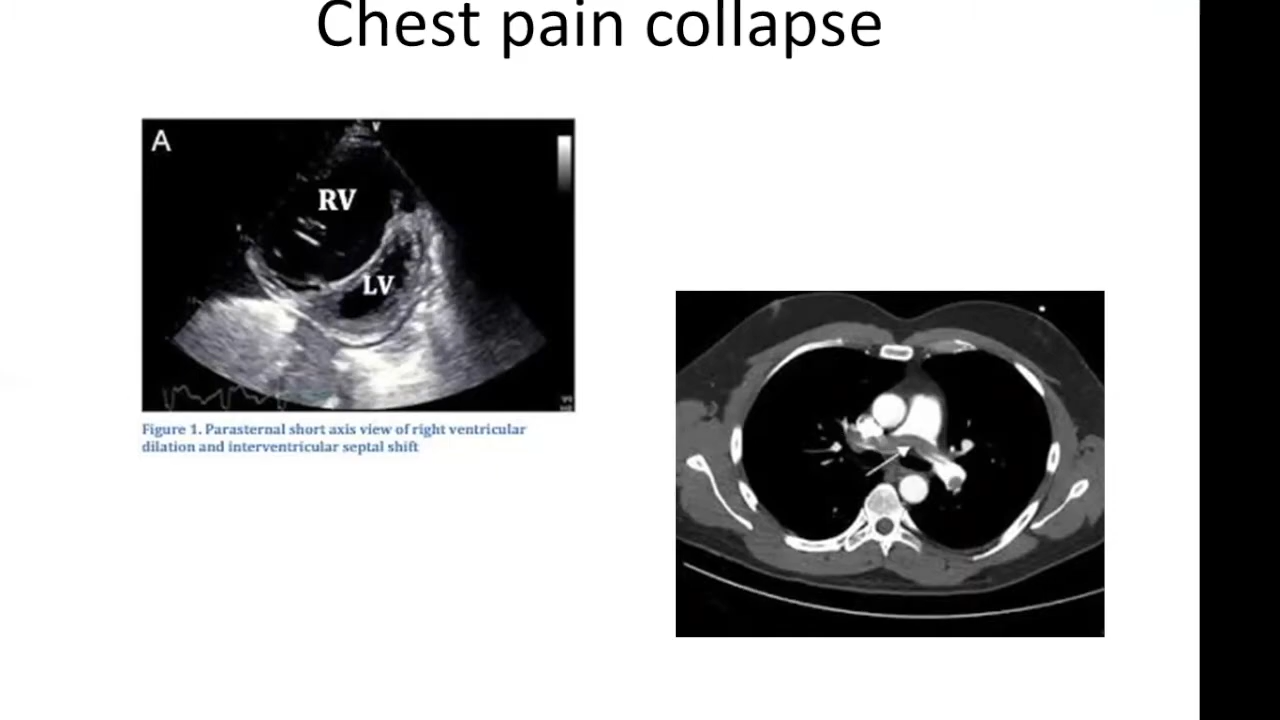 Chest pain collapse
A
V
RV
LV
Figure 1. Parasternal short axis view of right ventricular
dilation and interventricular septal shift